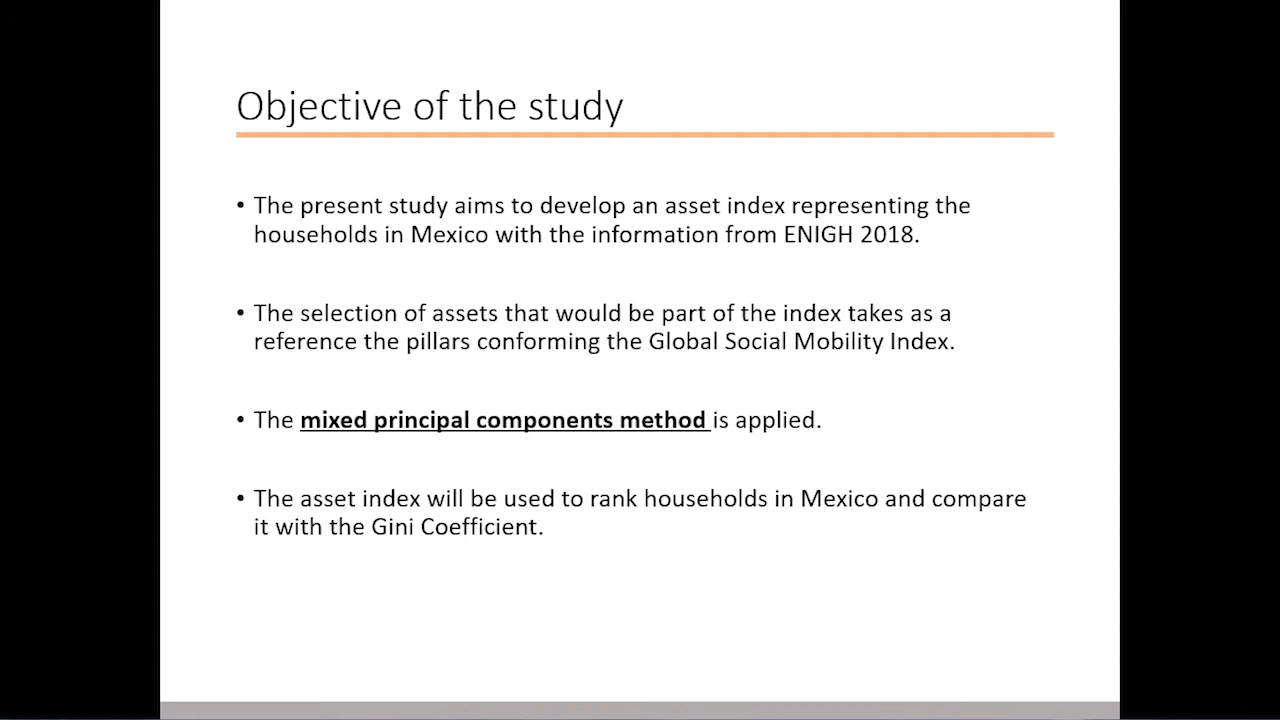 Objective of the study
• The present study aims to develop an asset index representing the
households in Mexico with the information from ENIGH 2018.
• The selection of assets that would be part of the index takes as a
reference the pillars conforming the Global Social Mobility Index.
• The mixed principal components method is applied.
• The asset index will be used to rank households in Mexico and compare
it with the Gini Coefficient.